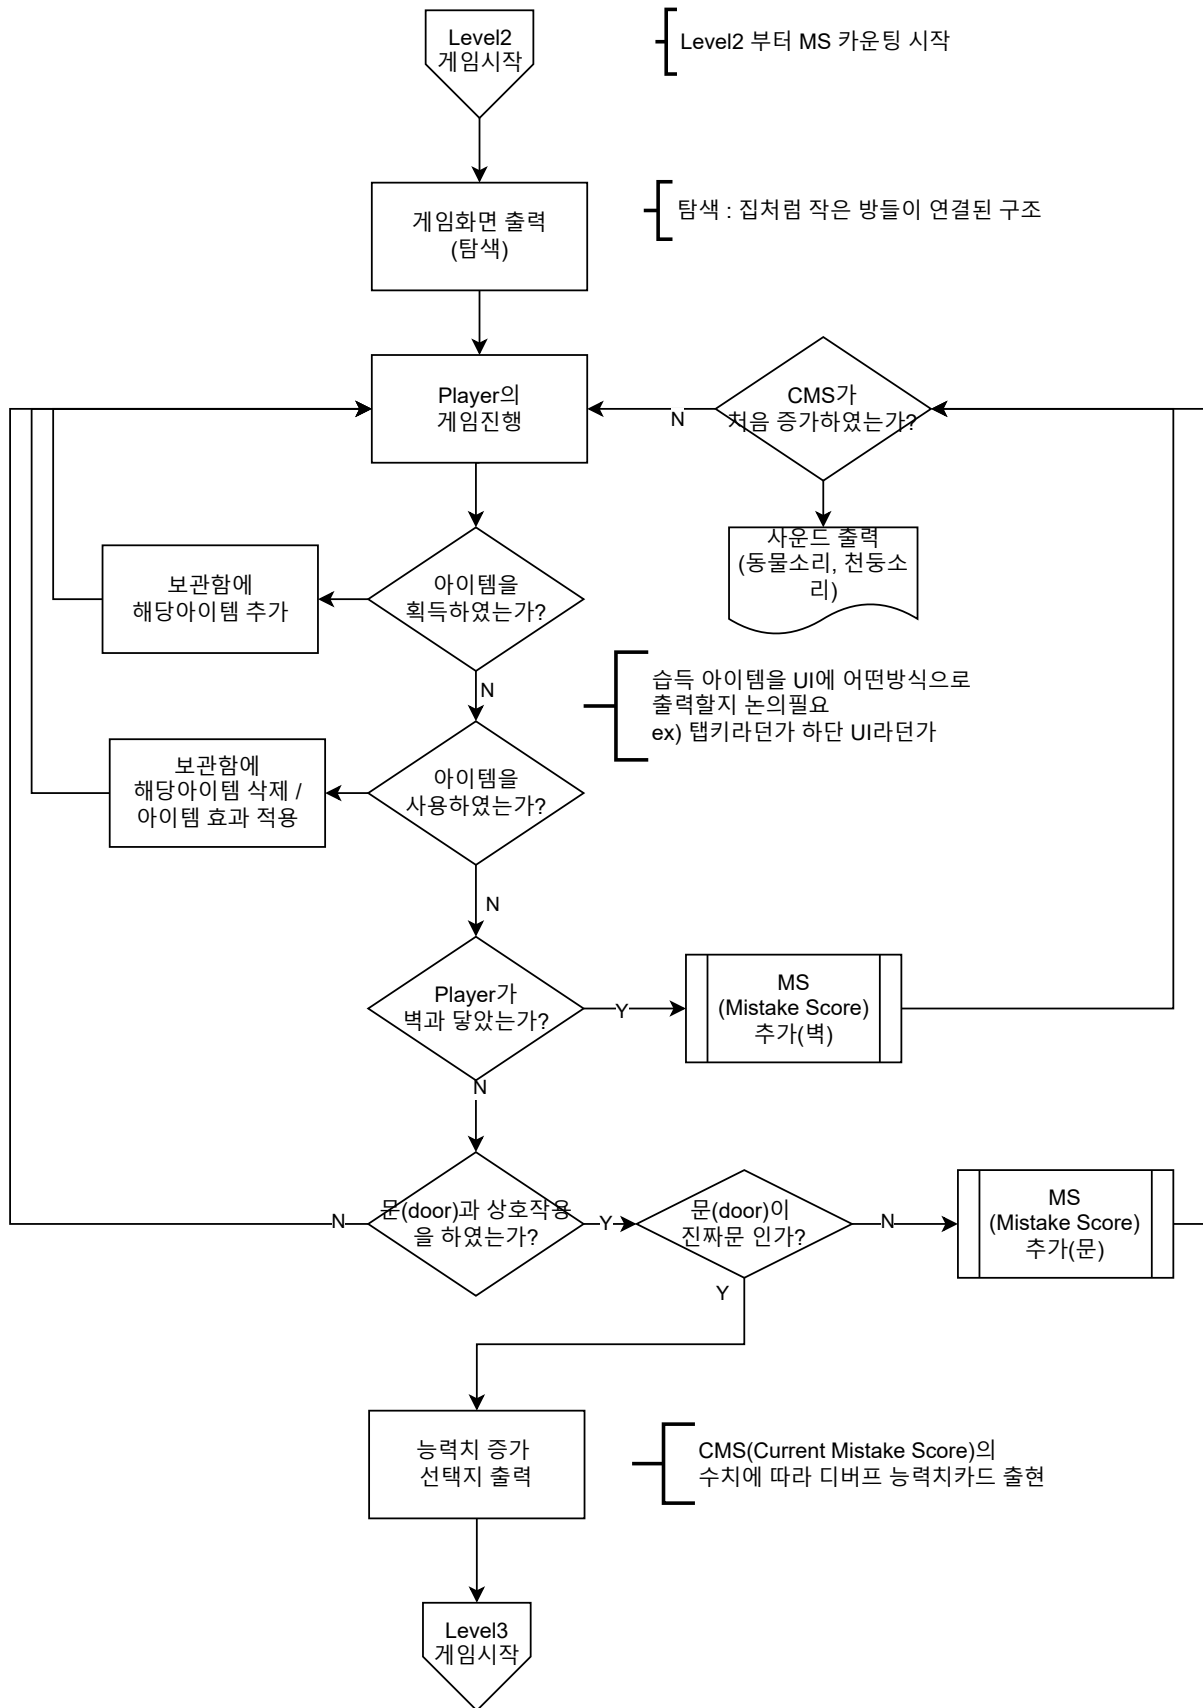 Level2
게임시작
Level2 부터 MS 카운팅 시작
게임화면 출력
(탐색)
탐색 : 집처럼 작은 방들이 연결된 구조
Player의
게임진행
CMS가
처음 증가하였는가?
N
사운드 출력
(동물소리, 천둥소
리)
보관함에
해당아이템 추가
아이템을
획득하였는가?
N
습득 아이템을 UI에 어떤방식으로
출력할지 논의필요
ex) 탭키라던가 하단 UI라던가
보관함에
해당아이템 삭제 /
아이템 효과 적용
아이템을
사용하였는가?
N
Player가
벽과 닿았는가?
Y
MS
(Mistake Score)
추가(벽)
N
N
문(door)과 상호작용
을 하였는가?
Y
문(door)이
진짜문 인가?
N
MS
(Mistake Score)
추가(문)
Y
능력치 증가
선택지 출력
CMS(Current Mistake Score)의
수치에 따라 디버프 능력치카드 출현
Level3
게임시작